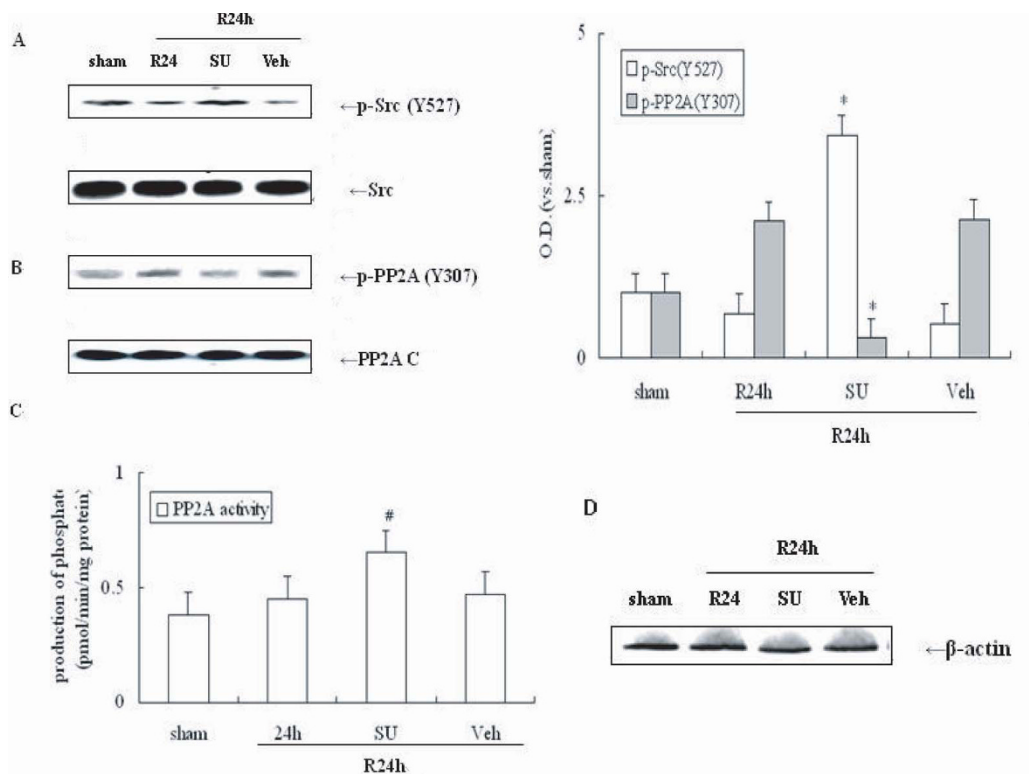 A
R24h
sham R24 SU Veh
←p-Src (Y527)
←Src
B
←p-PP2A (Y307)
←PP2A C
5
2.5
0
O.D.(vs.sham)
p-Src(Y527)
p-PP2A(Y307)
*
*
sham R24h SU Veh
R24h
C
1
0.5
0
production of phosphate
(pmol/min/mg protein)
PP2A activity
#
sham 24h SU Veh
R24h
D
R24h
sham R24 SU Veh
←β-actin